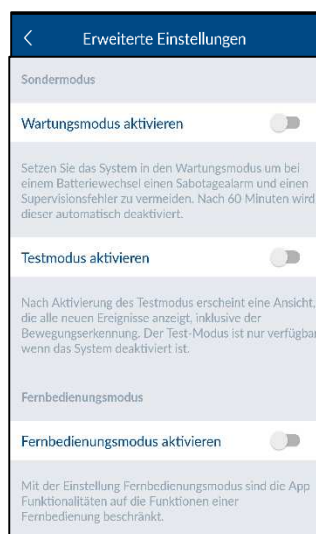 Erweiterte Einstellungen
Sondermodus
Wartungsmodus aktivieren
Setzen Sie das System in den Wartungsmodus um bei
einem Batteriewechsel einen Sabotagealarm und einen
Supervisionsfehler zu vermeiden. Nach 60 Minuten wird
dieser automatisch deaktiviert.
Testmodus aktivieren
Nach Aktivierung des Testmodus erscheint eine Ansicht,
die alle neuen Ereignisse anzeigt, inklusive der
Bewegungserkennung. Der Test-Modus ist nur verfügbar
wenn das System deaktiviert ist.
Fernbedienungsmodus
Fernbedienungsmodus aktivieren
Mit der Einstellung Fernbedienungsmodus sind die App
Funktionalitäten auf die Funktionen einer
Fernbedienung beschränkt.